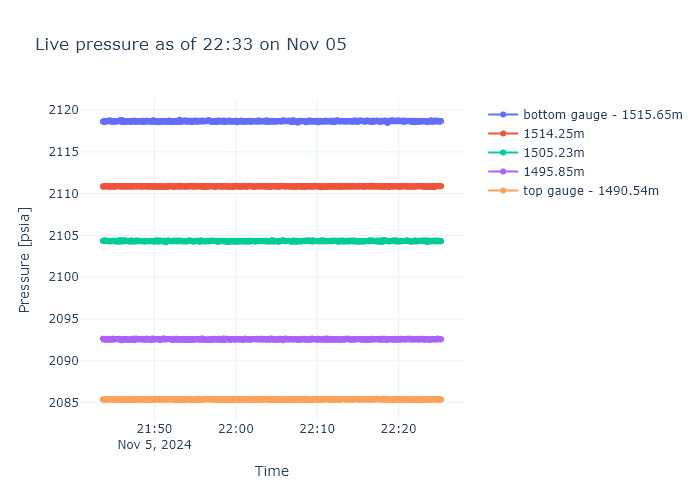 Live pressure as of 22:33 on Nov 05
bottom gauge - 1515.65m
1514.25m
1505.23m
1495.85m
top gauge - 1490.54m
Pressure [psia]
2120
2115
2110
2105
2100
2095
2090
2085
21:50
22:00
22:10
22:20
Nov 5, 2024
Time